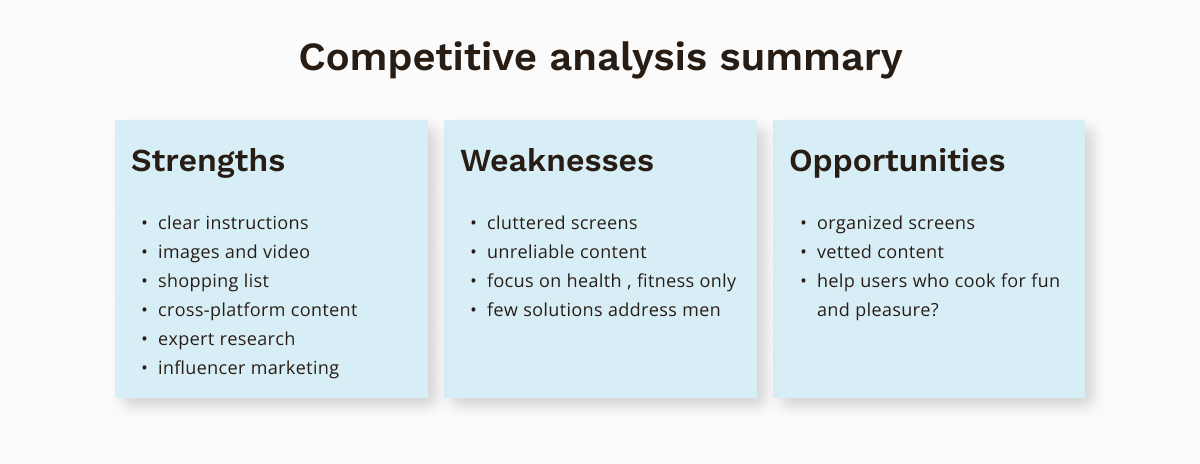 Competitive analysis summary
Strengths
• clear instructions
• images and video
• shopping list
• cross-platform content
• expert research
• influencer marketing
Weaknesses
• cluttered screens
• unreliable content
• focus on health , fitness only
• few solutions address men
Opportunities
• organized screens
• vetted content
• help users who cook for fun
and pleasure?